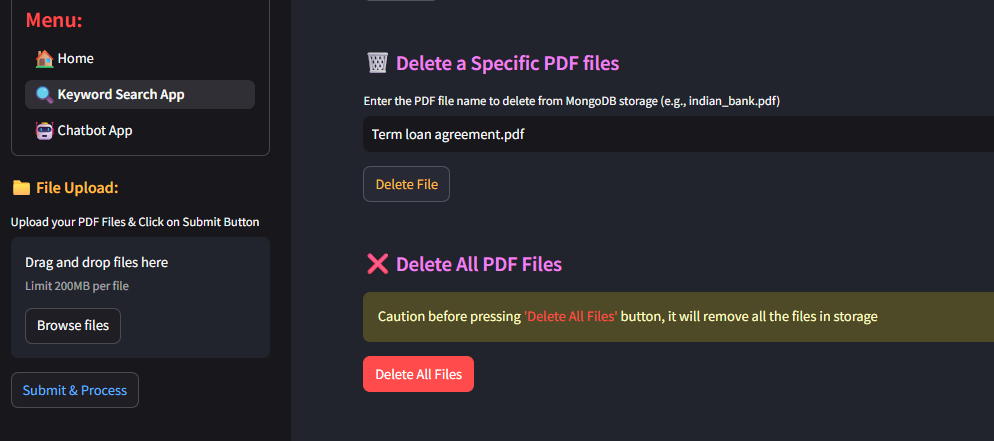 Menu:
Home
Keyword Search App
Chatbot App
File Upload:
Upload your PDF Files & Click on Submit Button
Drag and drop files here
Limit 200MB per file
Browse files
Submit & Process
Delete a Specific PDF files
Enter the PDF file name to delete from MongoDB storage (e.g., indian_bank.pdf)
Term loan agreement.pdf
Delete File
Delete All PDF Files
Caution before pressing 'Delete All Files' button, it will remove all the files in storage
Delete All Files